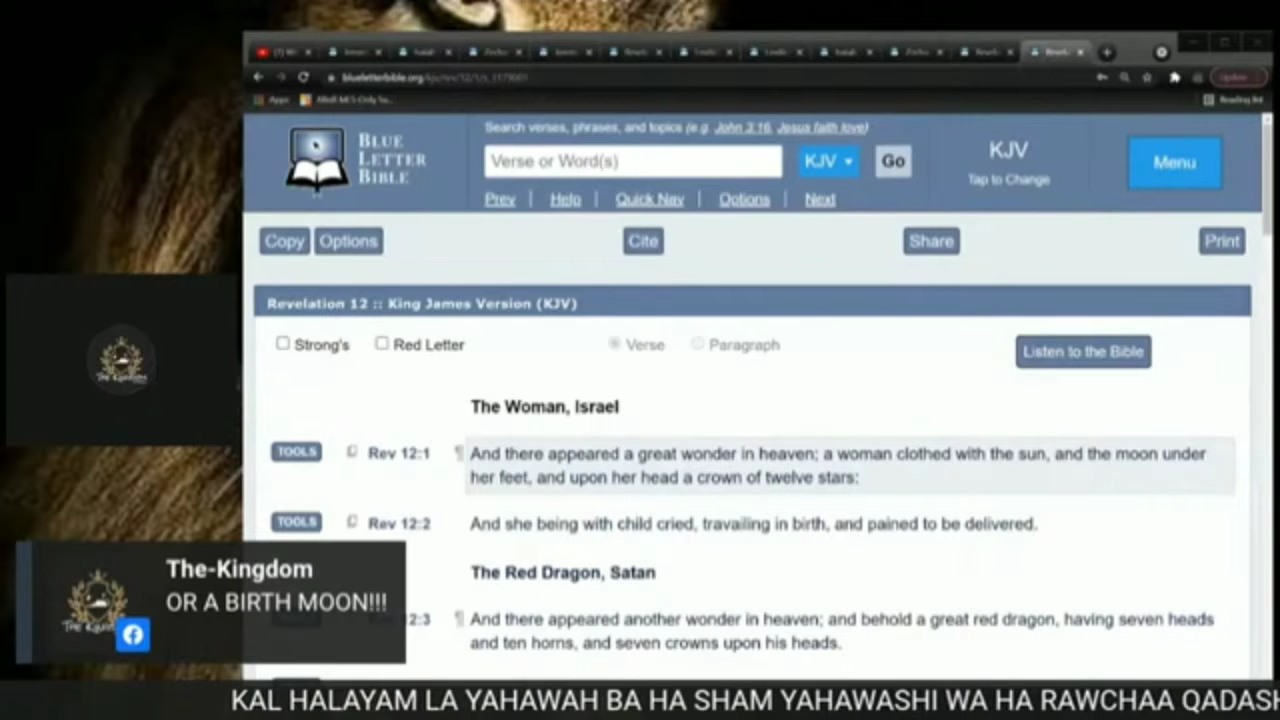 blueletterbible.org
Apps
Reading list
BLUE
LETTER
BIBLE
Search verses, phrases, and topics (e.g. John 3:16, Jesus faith love)
Verse or Word(s)
KJV
Go
KJV
Tap to Change
Menu
Prev | Help | Quick Nav | Options | Next
Copy Options Cite Share Print
Revelation 12 :: King James Version (KJV)
Strong's Red Letter Verse Paragraph
Listen to the Bible
The Woman, Israel
TOOLS Rev 12:1 ¶ And there appeared a great wonder in heaven; a woman clothed with the sun, and the moon under
her feet, and upon her head a crown of twelve stars:
TOOLS Rev 12:2 And she being with child cried, travailing in birth, and pained to be delivered.
The Red Dragon, Satan
12:3 ¶ And there appeared another wonder in heaven; and behold a great red dragon, having seven heads
and ten horns, and seven crowns upon his heads.
The Kingdom
The-Kingdom
OR A BIRTH MOON!!!
KAL HALAYAM LA YAHAWAH BA HA SHAM YAHAWASHI WA HA RAWCHAA QADASH